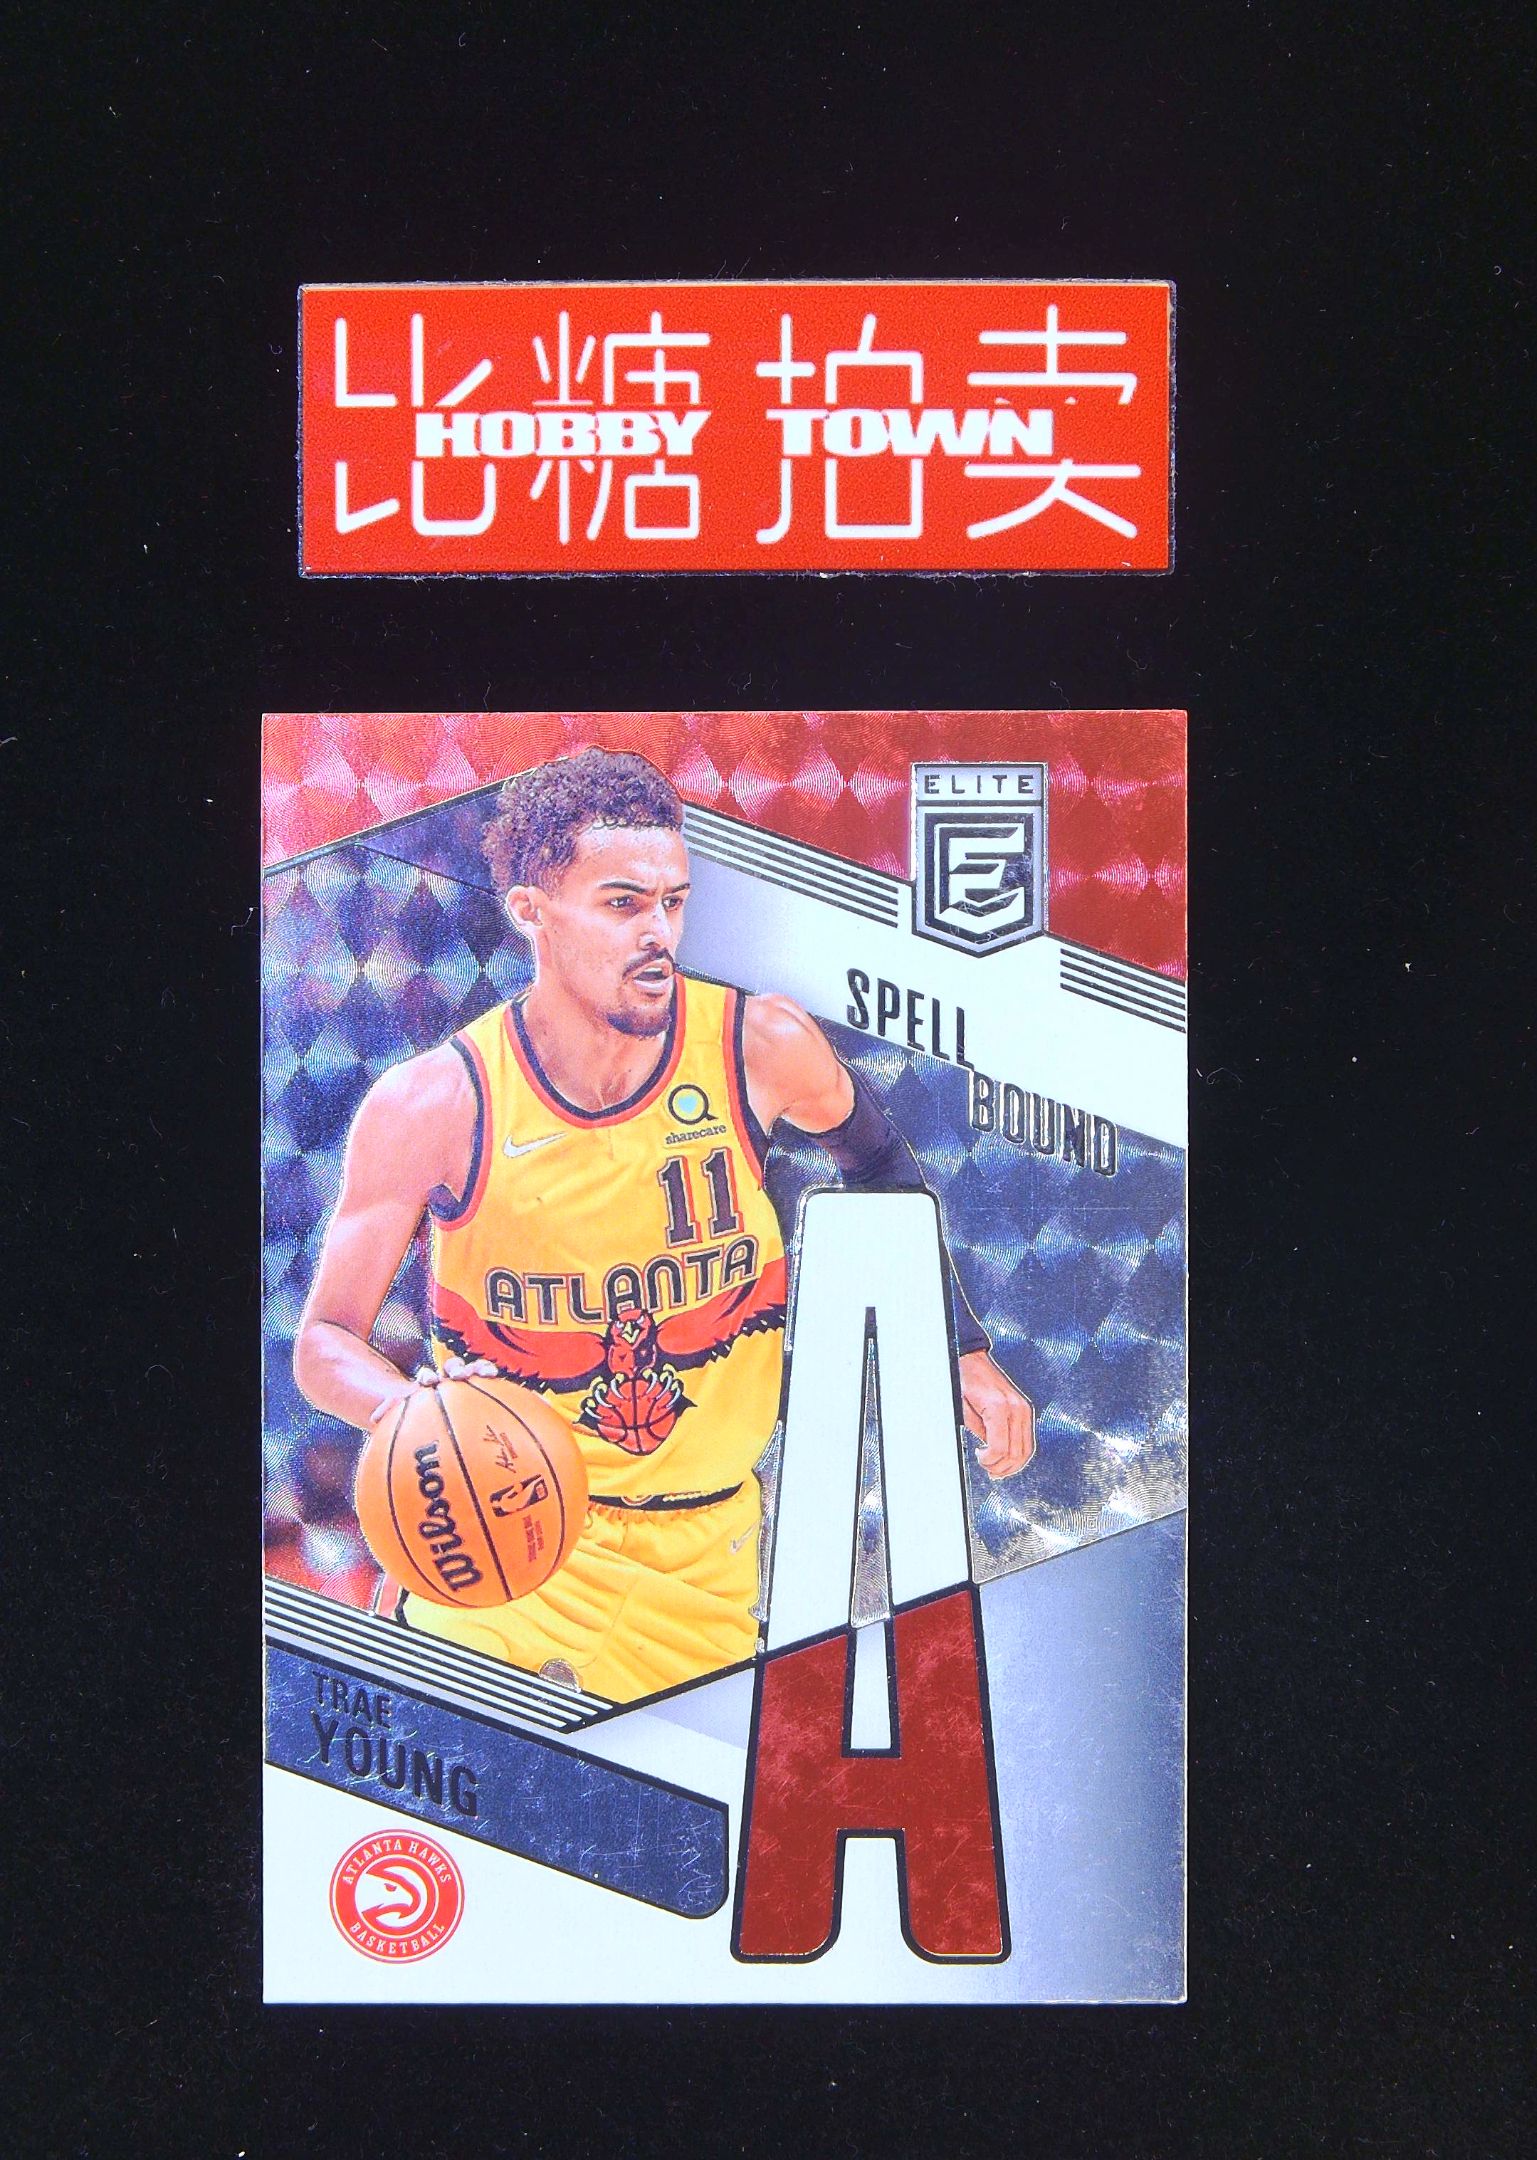 比糖拍卖
HOBBY TOWN
ELITE
E
SPELL
BOUND
sharecare
11
ATLANTA
Wilson
A
TRAE
YOUNG
ATLANTA HAWKS
BASKETBALL